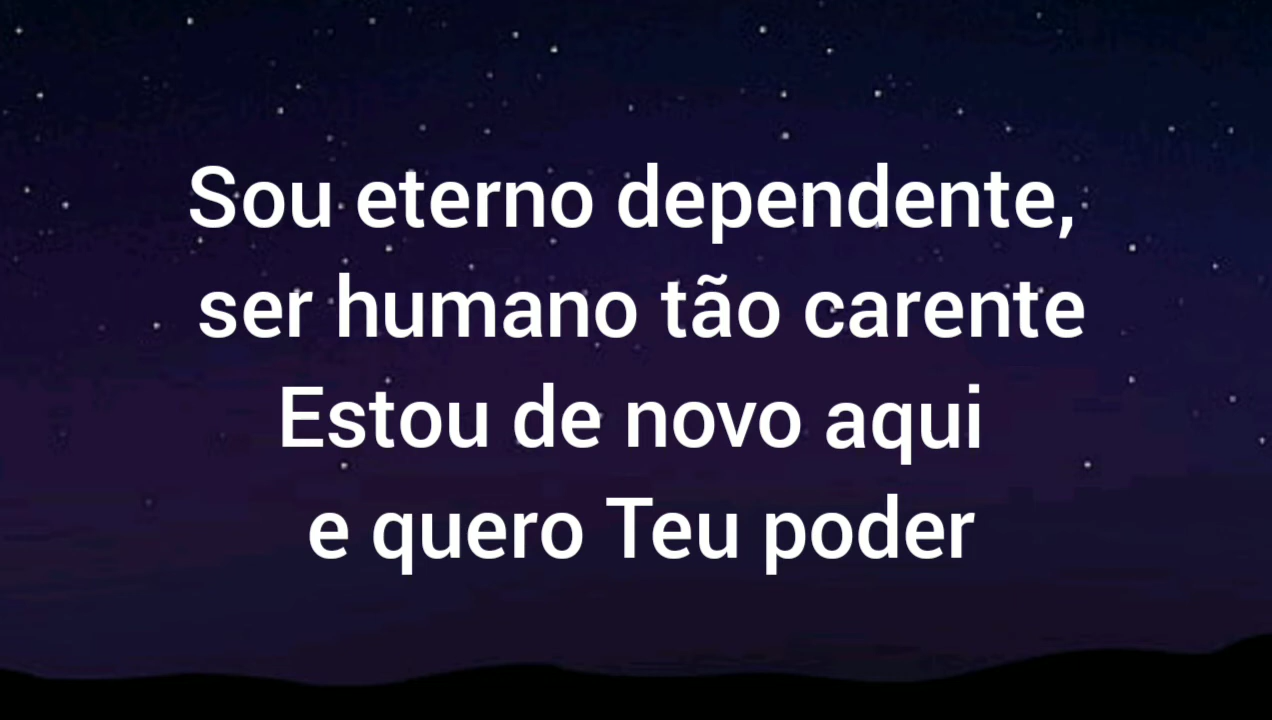 Sou eterno dependente,
ser humano tão carente
Estou de novo aqui
e quero Teu poder